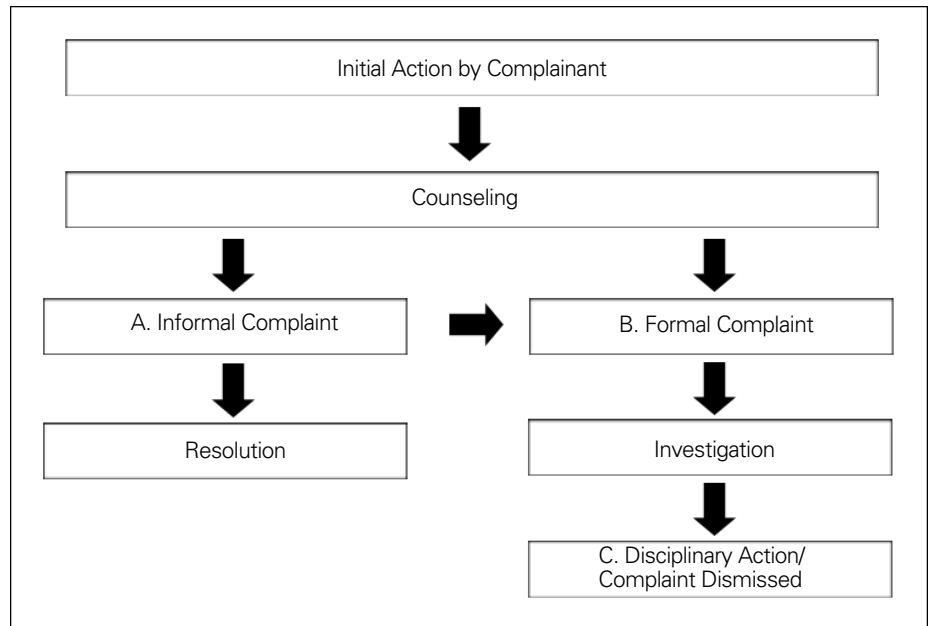 Initial Action by Complainant
Counseling
A. Informal Complaint
B. Formal Complaint
Resolution
Investigation
C. Disciplinary Action/
Complaint Dismissed